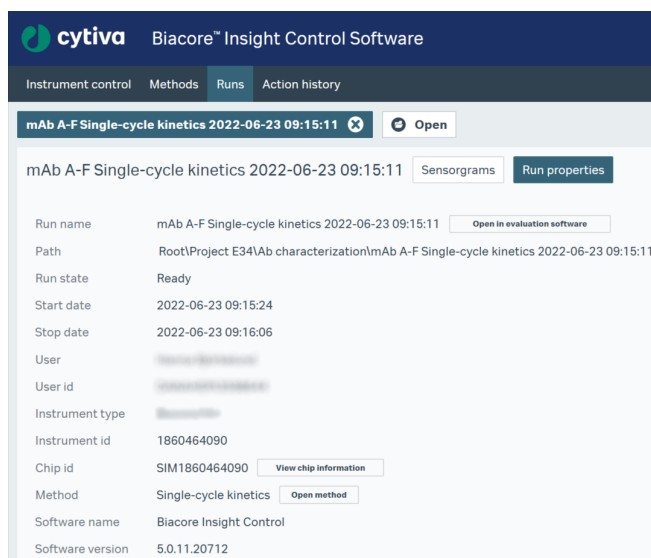 cytiva Biacore™ Insight Control Software
Instrument control Methods Runs Action history
mAb A-F Single-cycle kinetics 2022-06-23 09:15:11 Open
mAb A-F Single-cycle kinetics 2022-06-23 09:15:11 Sensorgrams Run properties
Run name mAb A-F Single-cycle kinetics 2022-06-23 09:15:11 Open in evaluation software
Path Root\Project E34\Ab characterization\mAb A-F Single-cycle kinetics 2022-06-23 09:15:11
Run state Ready
Start date 2022-06-23 09:15:24
Stop date 2022-06-23 09:16:06
User
User id
Instrument type
Instrument id 1860464090
Chip id SIM1860464090 View chip information
Method Single-cycle kinetics Open method
Software name Biacore Insight Control
Software version 5.0.11.20712